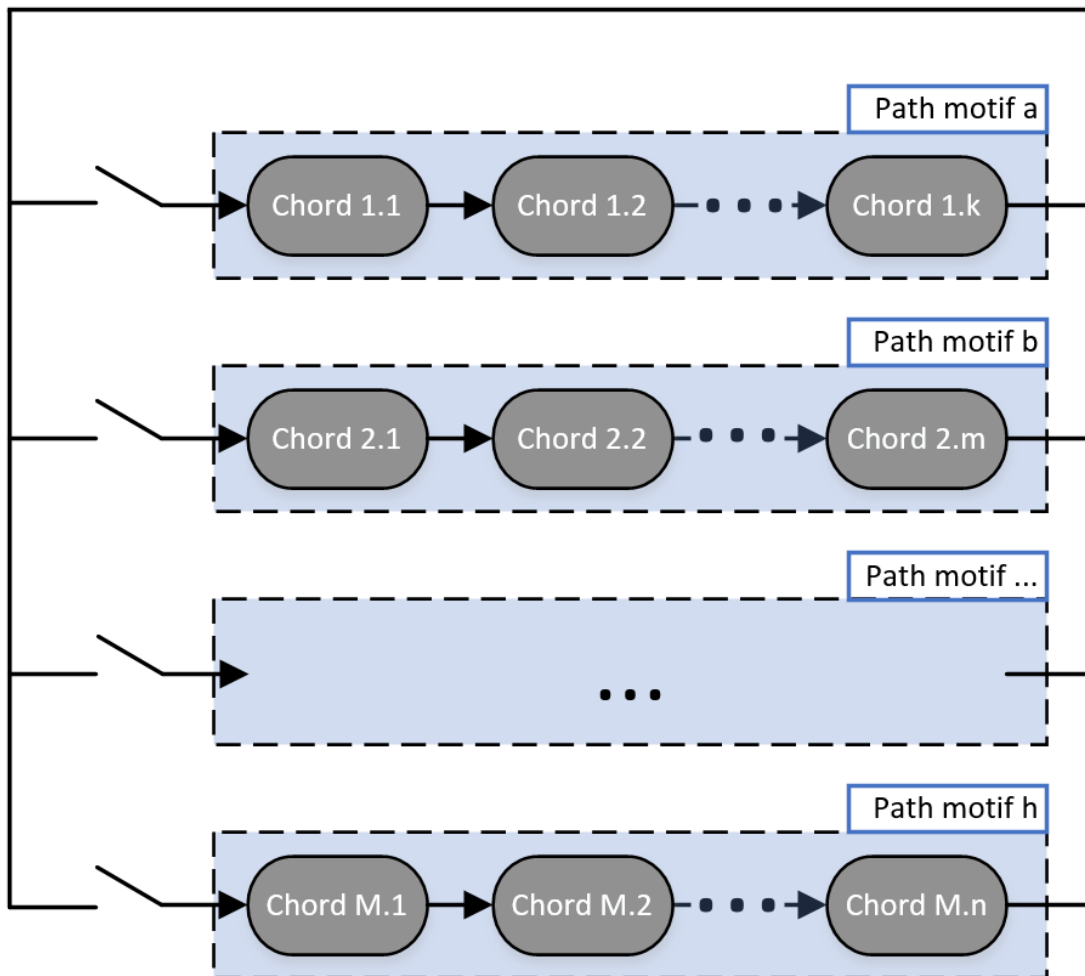 Path motif a
Chord 1.1
Chord 1.2
...
Chord 1.k
Path motif b
Chord 2.1
Chord 2.2
...
Chord 2.m
Path motif ...
...
Path motif h
Chord M.1
Chord M.2
...
Chord M.n